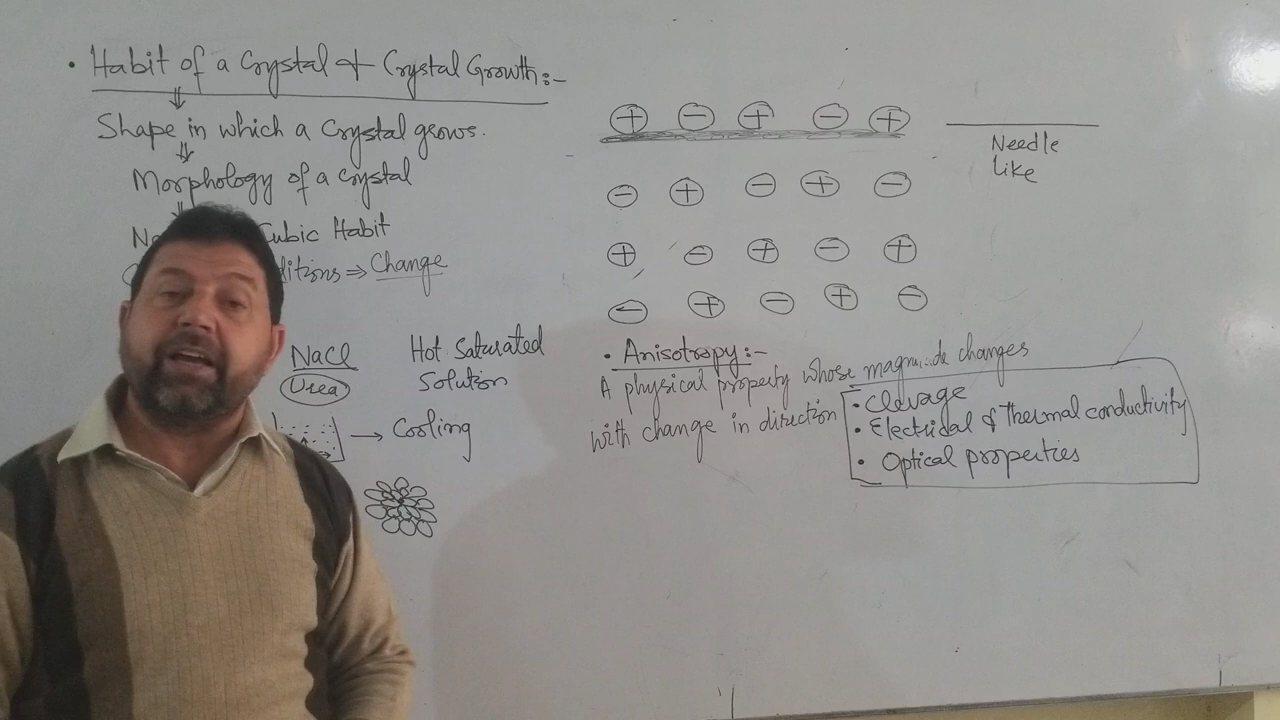 • Habit of a Crystal & Crystal Growth:-
⇓
Shape in which a Crystal grows.
⇓
Morphology of a Crystal
⇓
Cubic Habit
⇒ Change
NaCl
Urea
Hot Saturated
Solution
→ Cooling
⊕ ⊖ ⊕ ⊖ ⊕
⊖ ⊕ ⊖ ⊕ ⊖
⊕ ⊖ ⊕ ⊖ ⊕
⊖ ⊕ ⊖ ⊕ ⊖
Needle
Like
• Anisotropy:-
A physical property whose changes
with change in direction
• Clevage
• Electrical & Thermal conductivity
• Optical properties